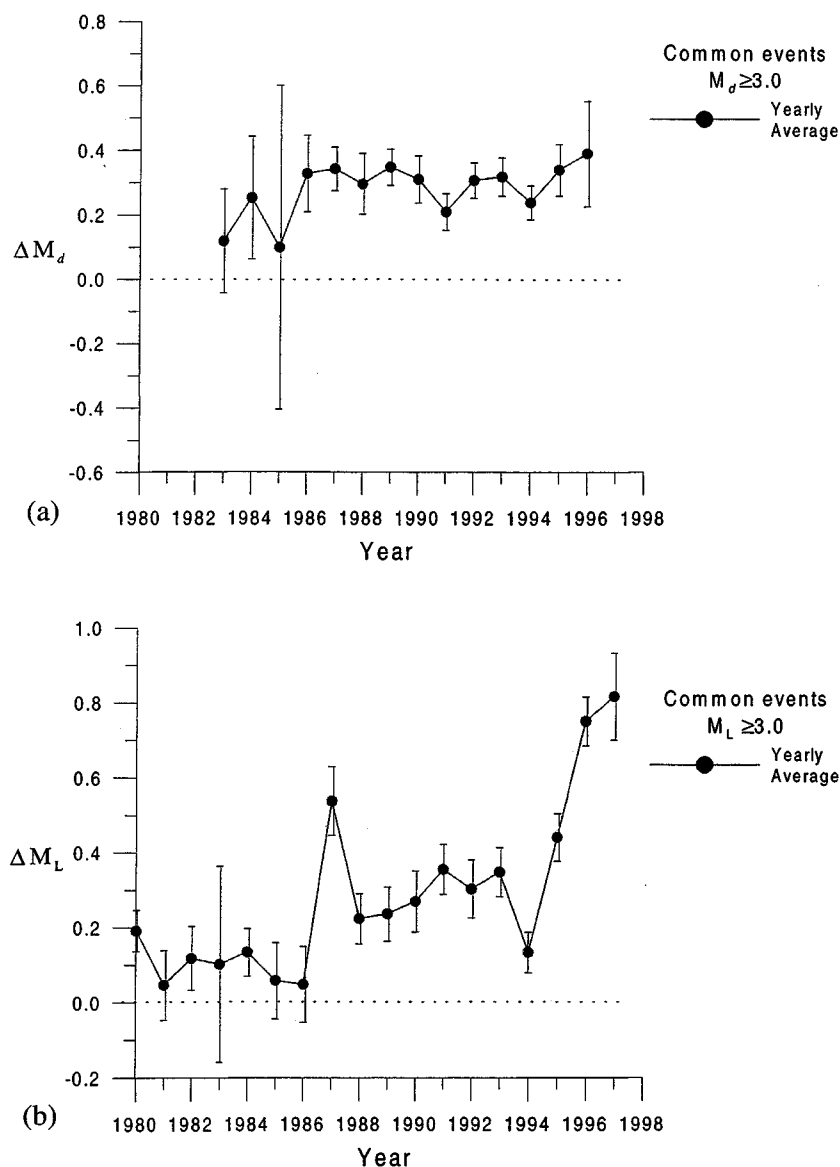 0.8
0.6
0.4
0.2
0.0
-0.2
-0.4
-0.6
ΔM_d
Common events
M_d≥3.0
Yearly
Average
1980 1982 1984 1986 1988 1990 1992 1994 1996 1998
Year
(a)
1.0
0.8
0.6
0.4
0.2
0.0
-0.2
ΔM_L
Common events
M_L ≥3.0
Yearly
Average
1980 1982 1984 1986 1988 1990 1992 1994 1996 1998
Year
(b)